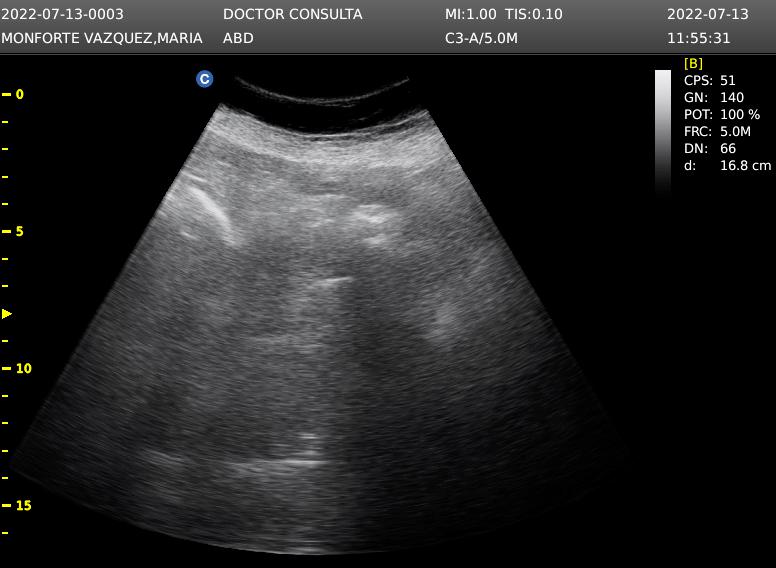 2022-07-13-0003 DOCTOR CONSULTA MI:1.00 TIS:0.10 2022-07-13
MONFORTE VAZQUEZ,MARIA ABD C3-A/5.0M 11:55:31
[B]
CPS: 51
GN: 140
POT: 100 %
FRC: 5.0M
DN: 66
d: 16.8 cm
C
0
5
10
15